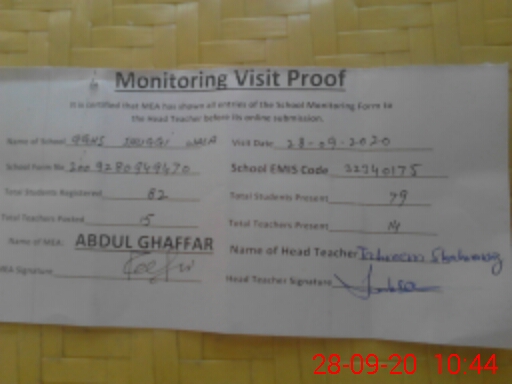 Monitoring Visit Proof
It is certified that MEA has shown all entries of the School Monitoring Form to
the Head Teacher before its online submission.
Name of School Visit Date 28-09-2020
School Form No School EMIS Code 32240175
Total Students Registered 82 Total Students Present 79
Total Teachers Posted 15 Total Teachers Present 14
Name of MEA: ABDUL GHAFFAR Name of Head Teacher
MEA Signature Head Teacher Signature
28-09-20 10:44